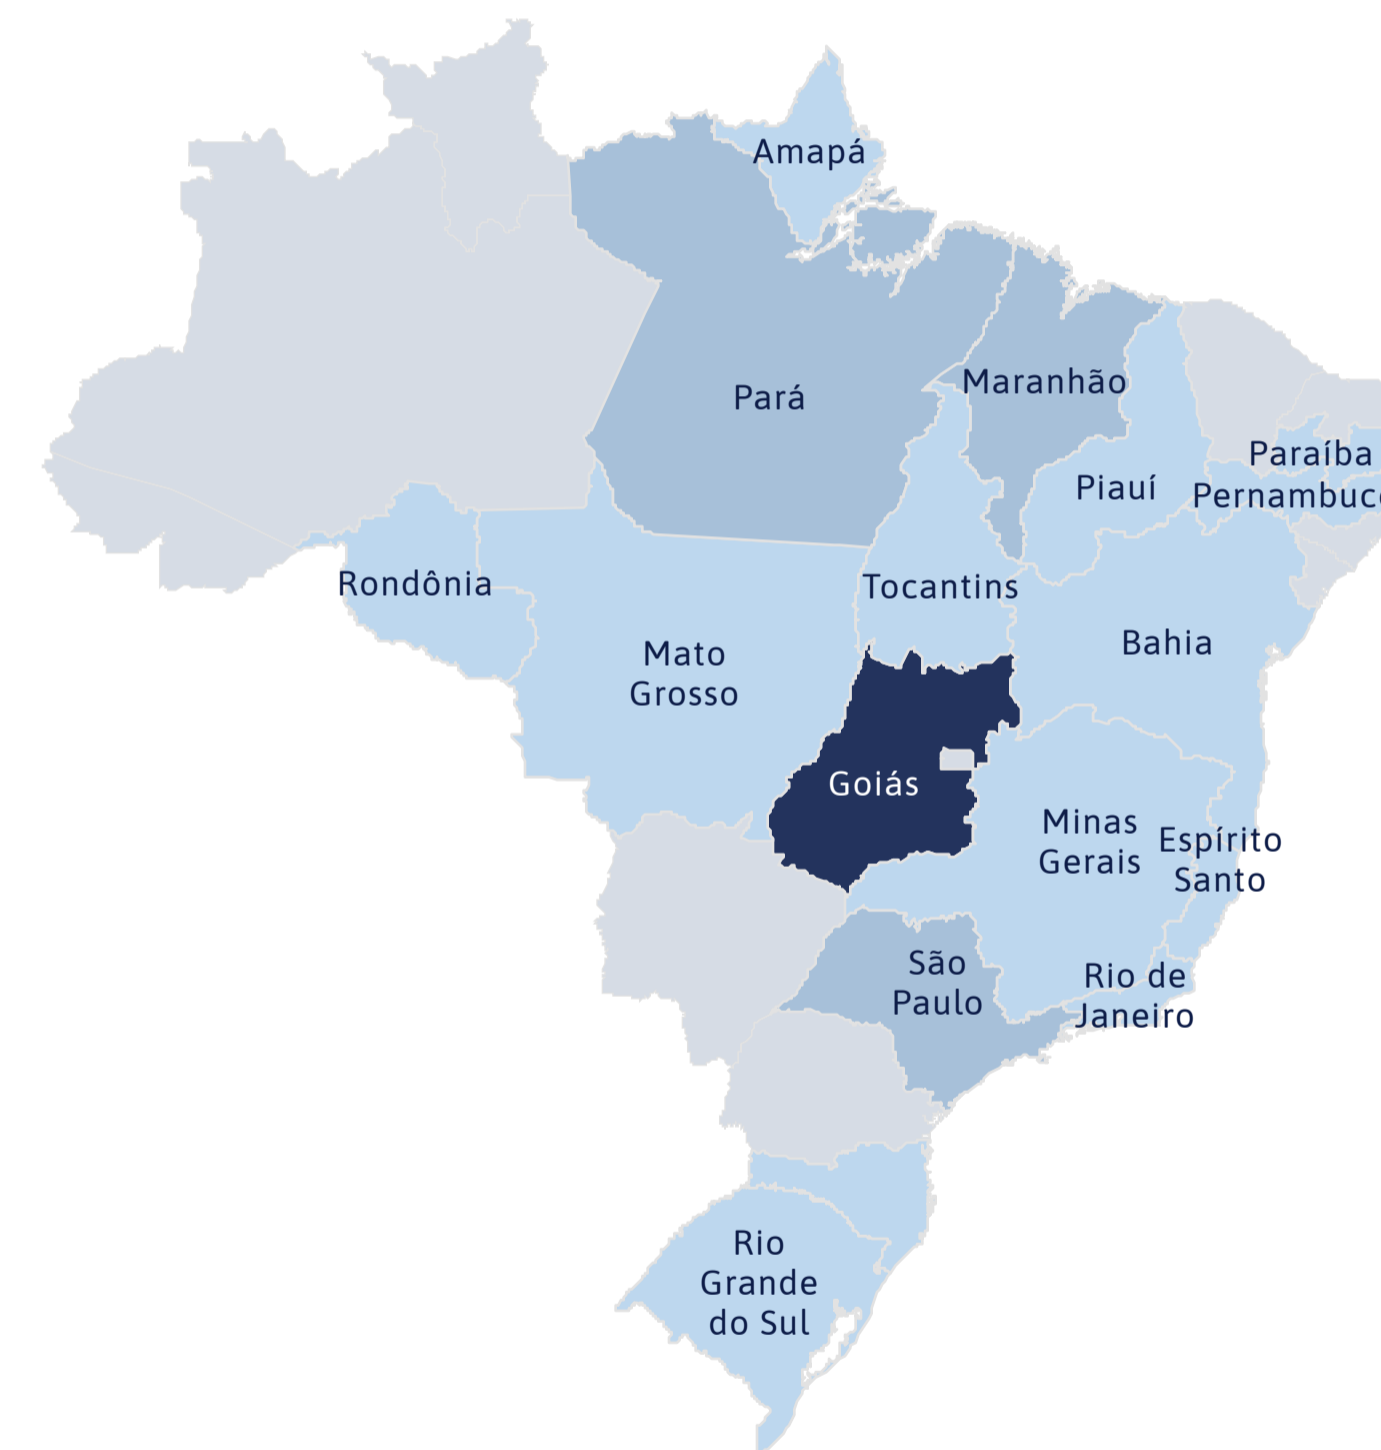 Amapá
Pará
Maranhão
Paraíba
Piauí
Pernambuc
Rondônia
Tocantins
Bahia
Mato
Grosso
Goiás
Minas
Gerais
Espírito
Santo
São
Paulo
Rio de
Janeiro
Rio
Grande
do Sul